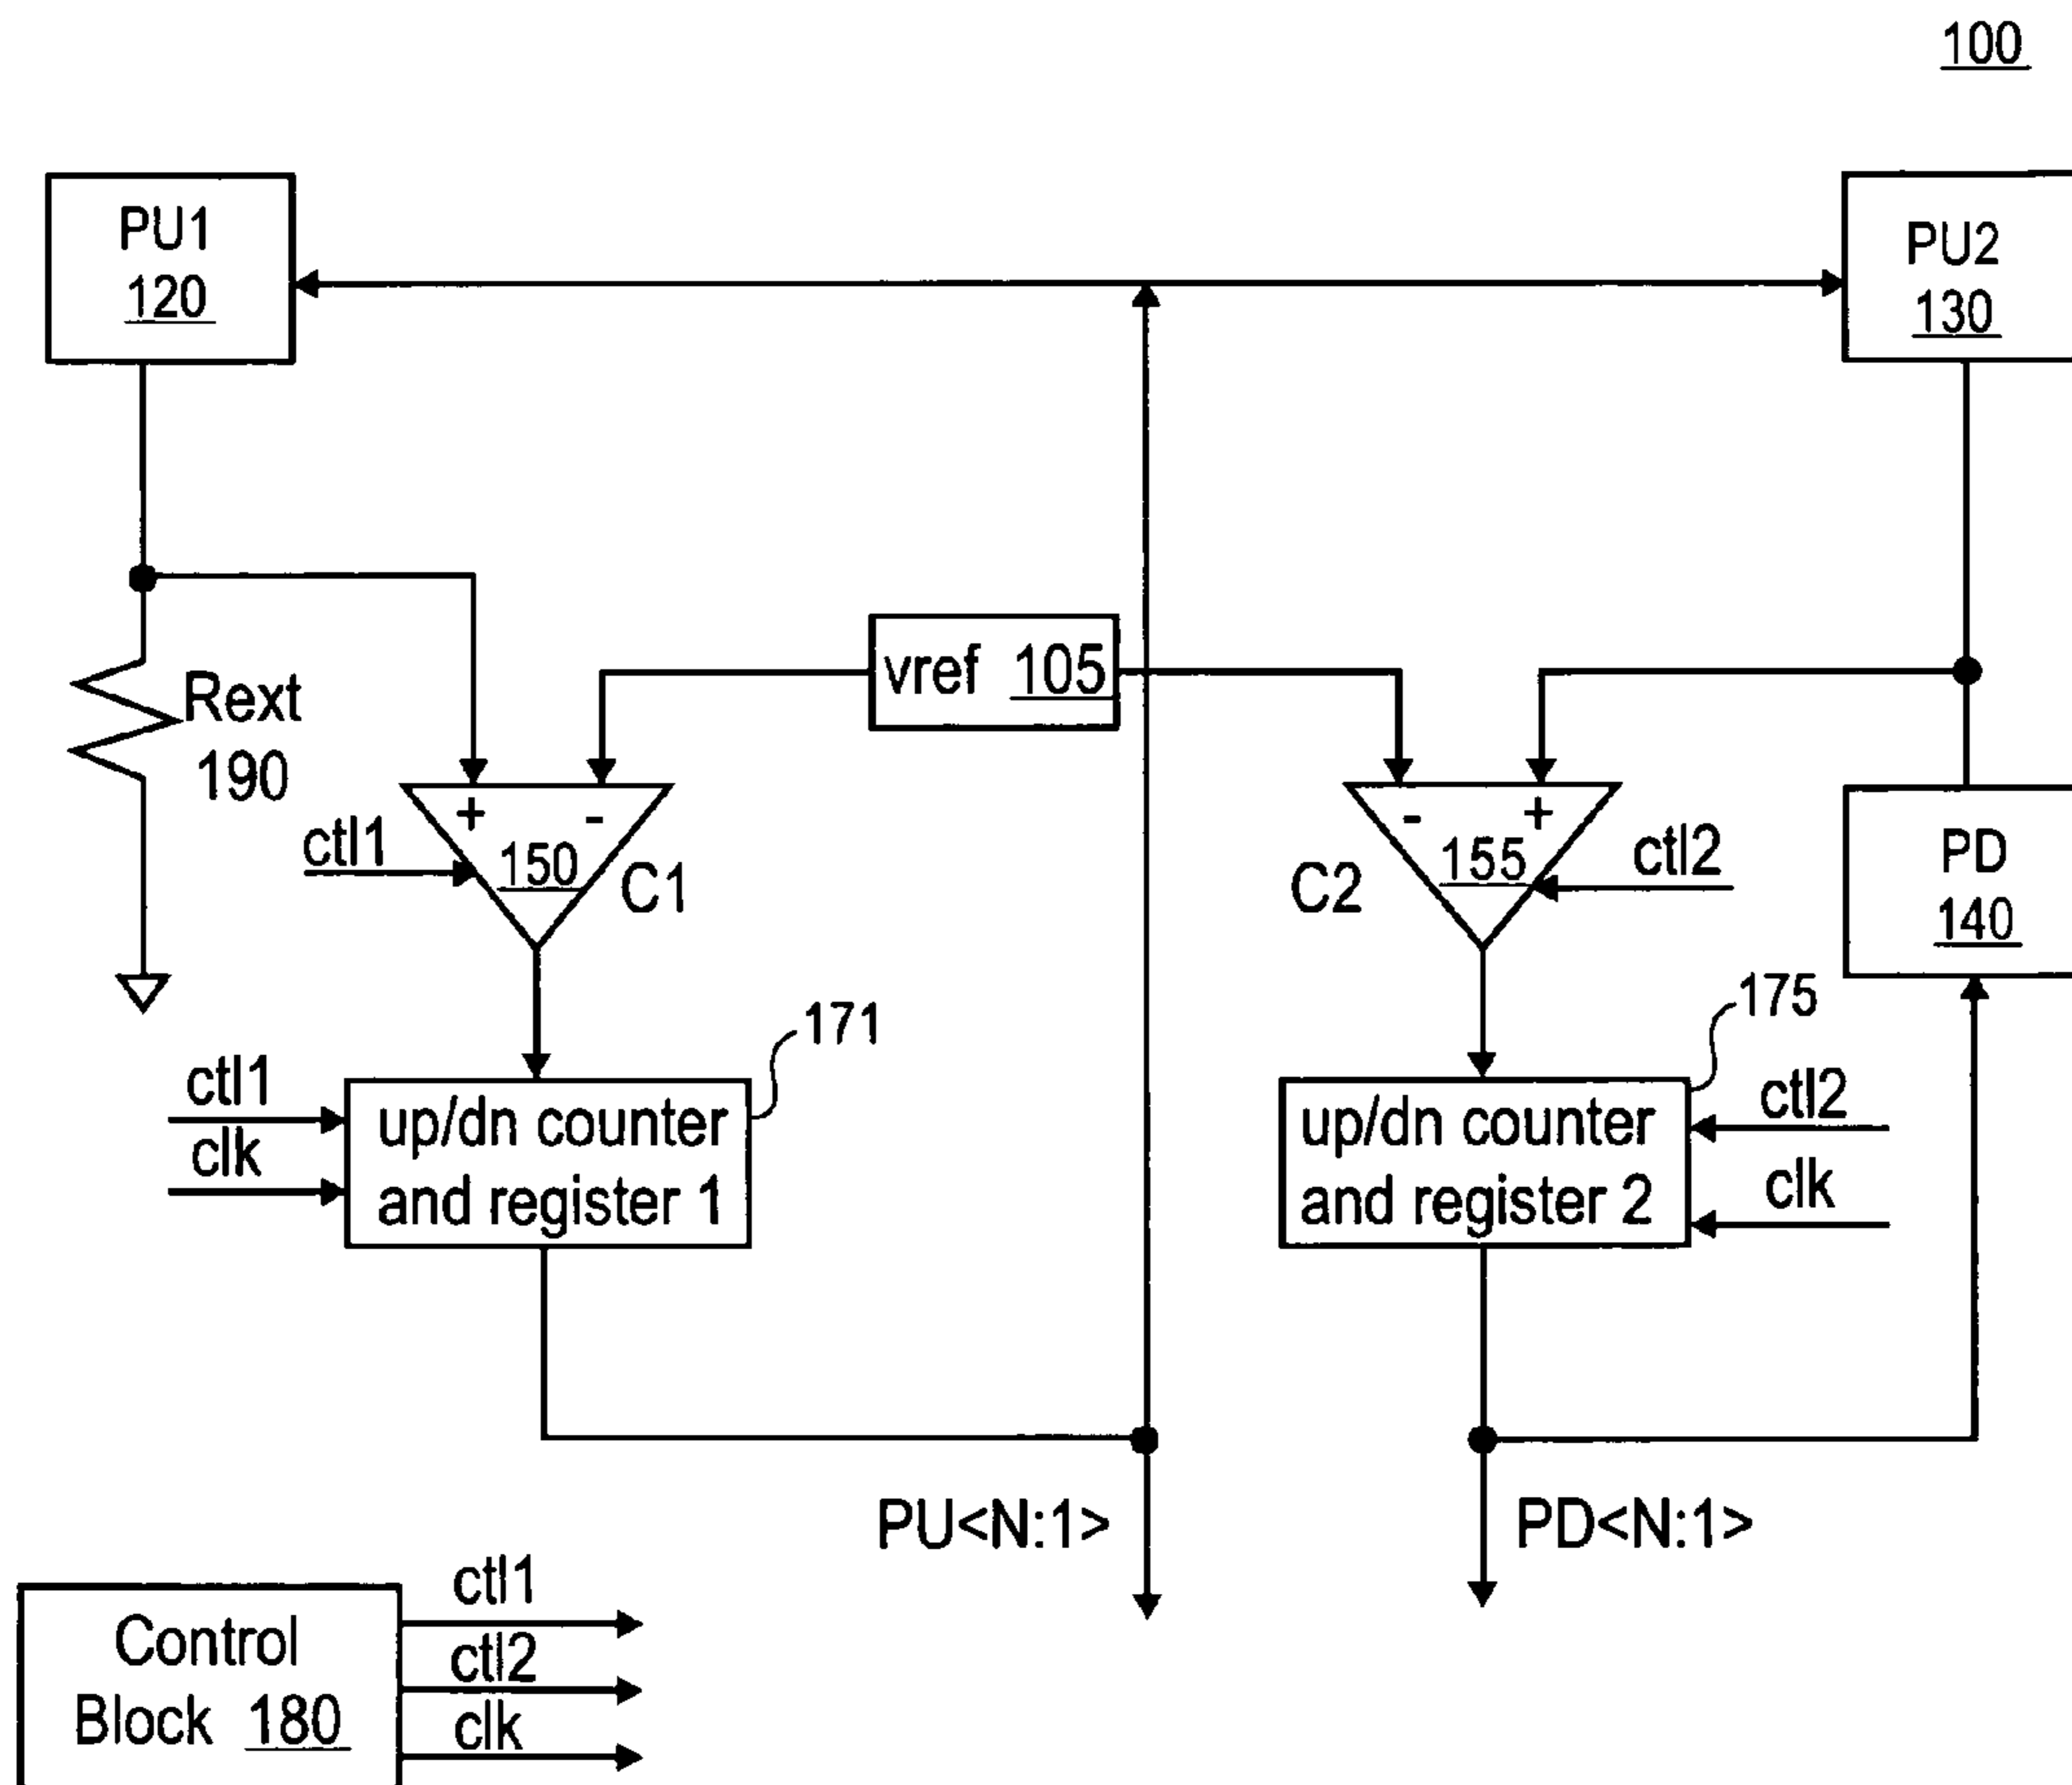 100
PU1
120
PU2
130
Rext
190
vref 105
+
-
ctl1
150
C1
-
+
155
C2
ctl2
PD
140
171
175
ctl1
clk
up/dn counter
and register 1
up/dn counter
and register 2
ctl2
clk
PU<N:1>
PD<N:1>
Control
Block 180
ctl1
ctl2
clk